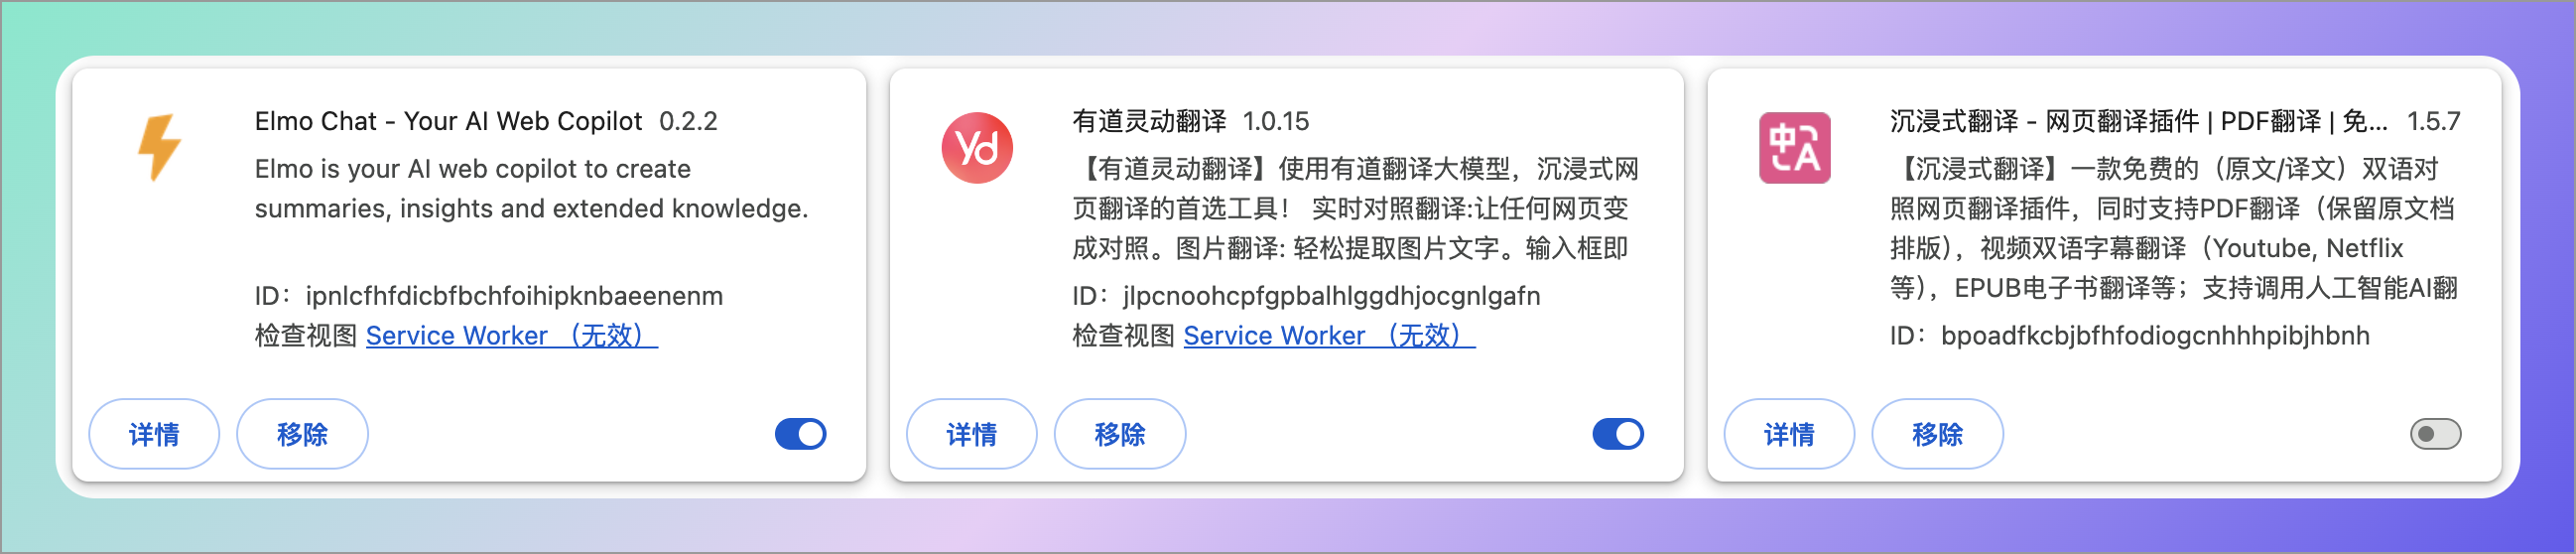 Elmo Chat - Your AI Web Copilot 0.2.2
Elmo is your AI web copilot to create
summaries, insights and extended knowledge.
ID：ipnlcfhfdicbfbchfoihipknbaeenenm
检查视图 Service Worker （无效）
详情
移除
Yd
有道灵动翻译 1.0.15
【有道灵动翻译】使用有道翻译大模型，沉浸式网
页翻译的首选工具！ 实时对照翻译:让任何网页变
成对照。图片翻译: 轻松提取图片文字。输入框即
ID：jlpcnoohcpfgpbalhlggdhjocgnlgafn
检查视图 Service Worker （无效）
详情
移除
中
A
沉浸式翻译 - 网页翻译插件 | PDF翻译 | 免... 1.5.7
【沉浸式翻译】一款免费的（原文/译文）双语对
照网页翻译插件，同时支持PDF翻译（保留原文档
排版），视频双语字幕翻译（Youtube, Netflix
等），EPUB电子书翻译等；支持调用人工智能AI翻
ID：bpoadfkcbjbfhfodiogcnhhhpibjhbnh
详情
移除